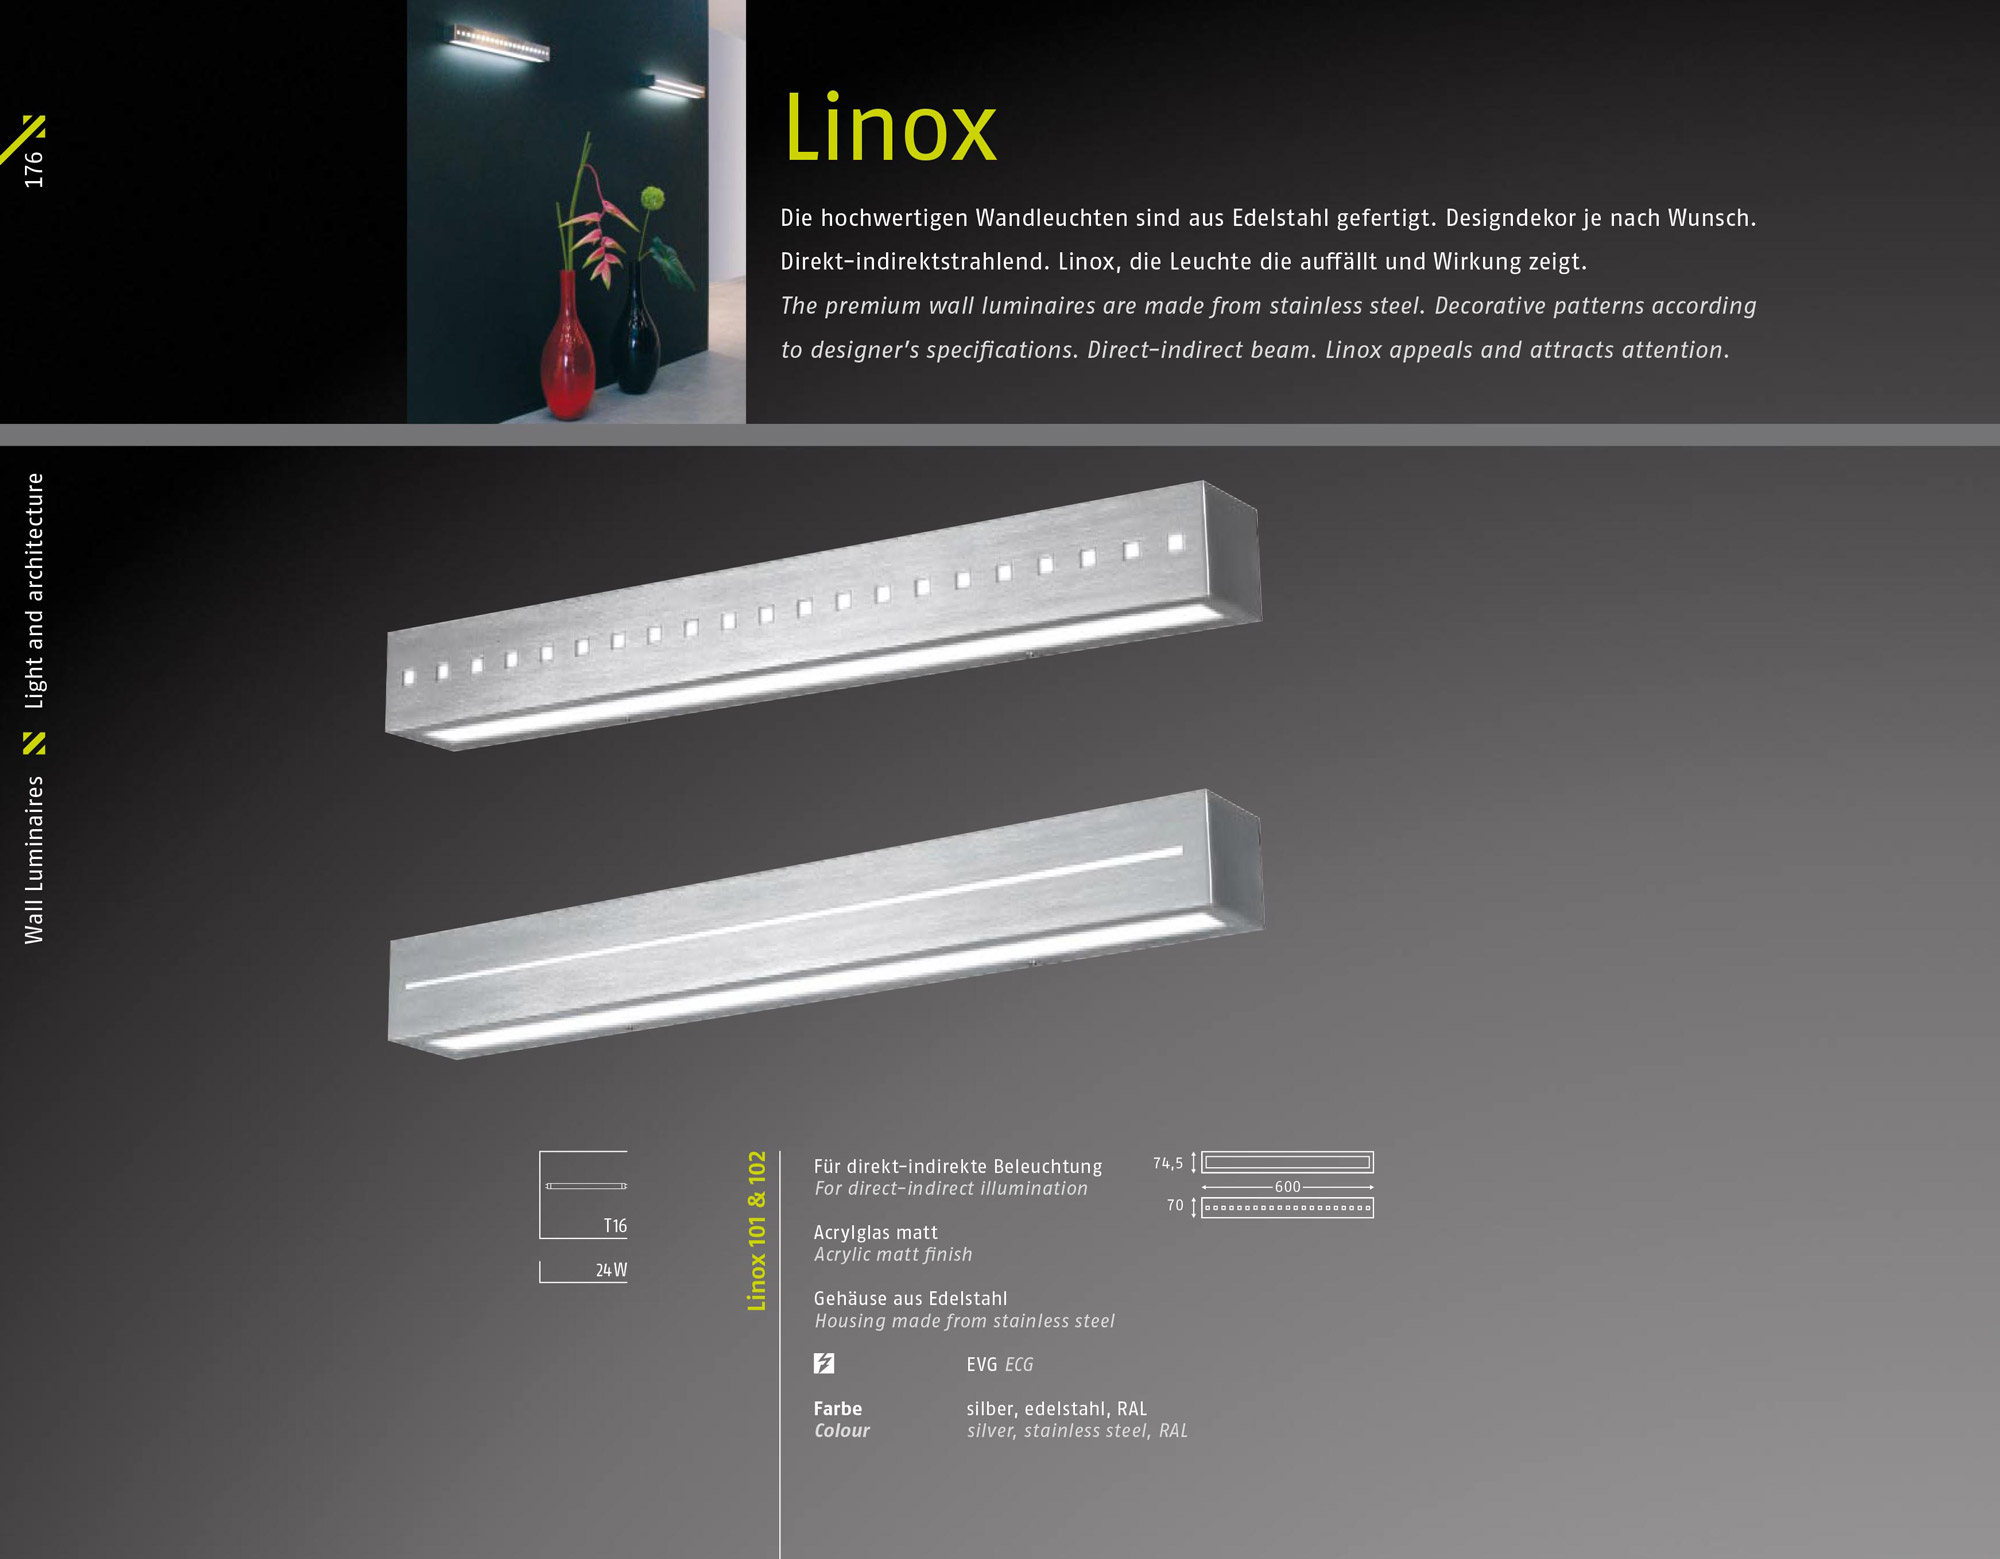 176
Linox
Die hochwertigen Wandleuchten sind aus Edelstahl gefertigt. Designdekor je nach Wunsch.
Direkt-indirektstrahlend. Linox, die Leuchte die auffällt und Wirkung zeigt.
The premium wall luminaires are made from stainless steel. Decorative patterns according
to designer's specifications. Direct-indirect beam. Linox appeals and attracts attention.
Wall Luminaires Light and architecture
T16
24W
Linox 101 & 102
Für direkt-indirekte Beleuchtung
For direct-indirect illumination
Acrylglas matt
Acrylic matt finish
Gehäuse aus Edelstahl
Housing made from stainless steel
EVG ECG
Farbe silber, edelstahl, RAL
Colour silver, stainless steel, RAL
74,5
600
70